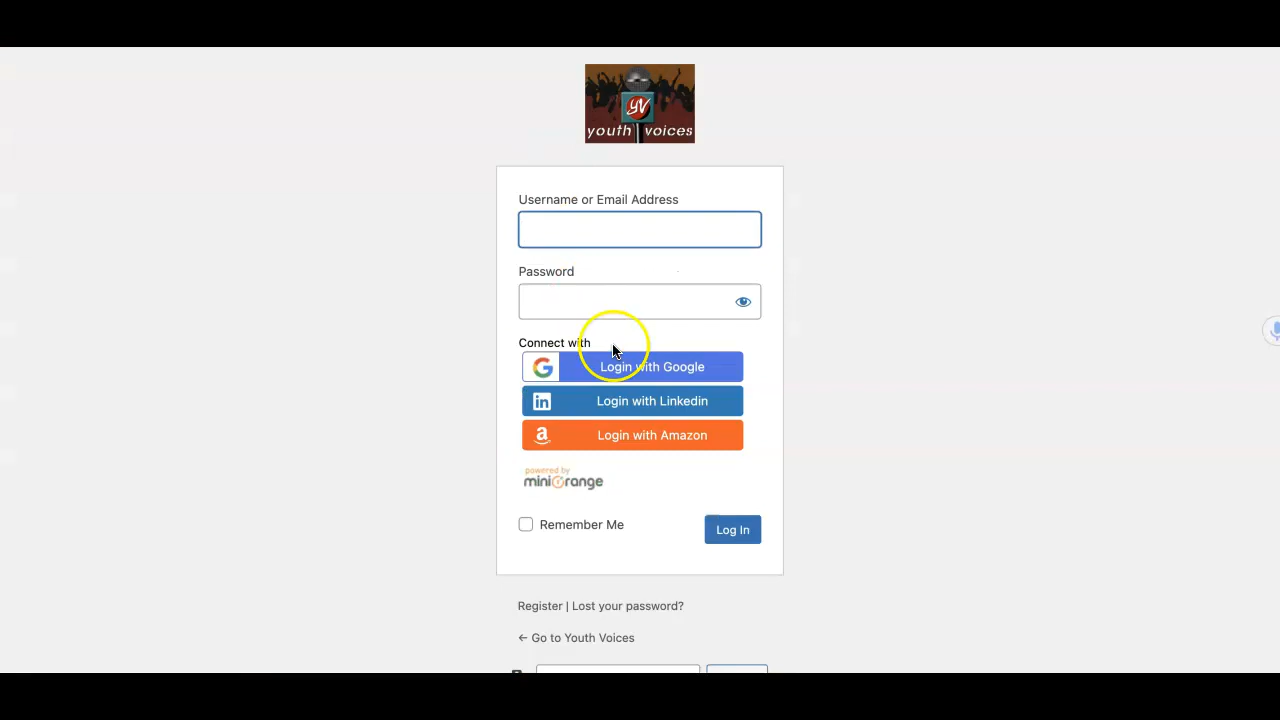 YV
youth voices
Username or Email Address
Password
Connect with
G Login with Google
in Login with Linkedin
a Login with Amazon
powered by
miniOrange
Remember Me
Log In
Register | Lost your password?
← Go to Youth Voices